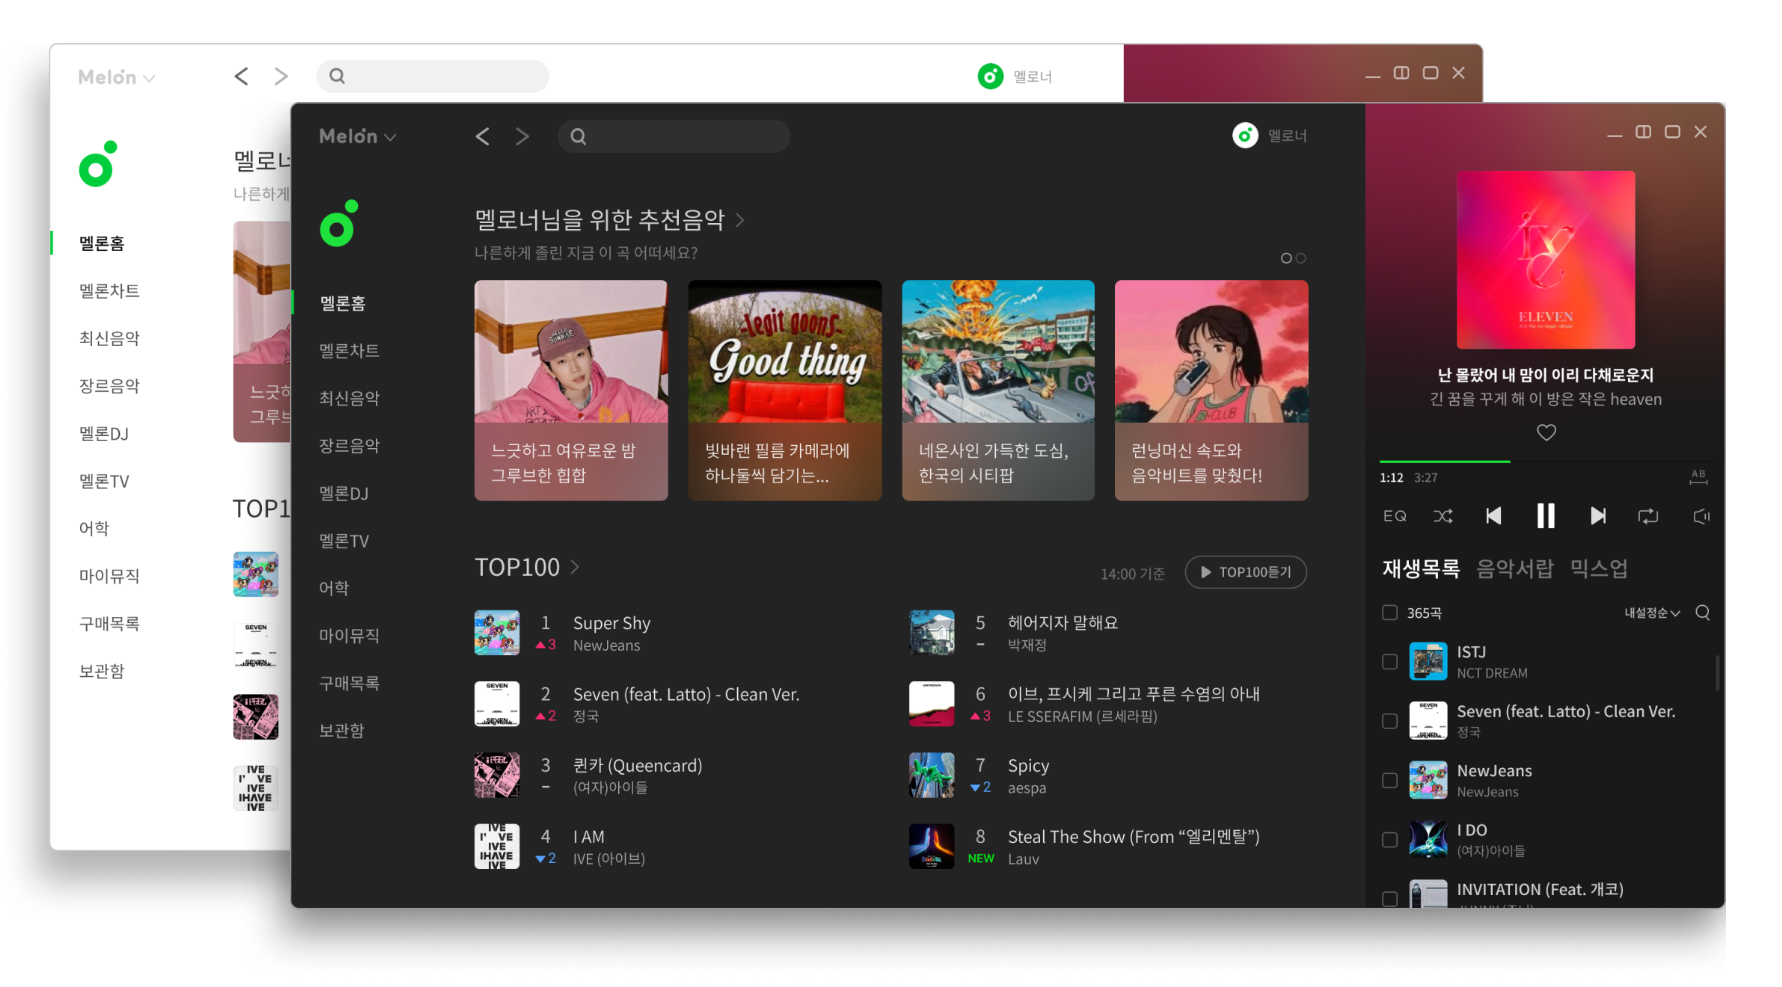 Melon
멜로너
멜로너
나른하게
멜론홈
멜론차트
최신음악
장르음악
멜론DJ
멜론TV
어학
마이뮤직
구매목록
보관함
느긋하
그루브
TOP1
SEVEN
IVE
I' VE
IVE
IHAVE
IVE
Melon
멜로너
멜론홈
멜론차트
최신음악
장르음악
멜론DJ
멜론TV
어학
마이뮤직
구매목록
보관함
멜로너님을 위한 추천음악
나른하게 졸린 지금 이 곡 어떠세요?
느긋하고 여유로운 밤
그루브한 힙합
legit goons
Good thing
빛바랜 필름 카메라에
하나둘씩 담기는...
네온사인 가득한 도심,
한국의 시티팝
런닝머신 속도와
음악비트를 맞췄다!
TOP100
14:00 기준
TOP100듣기
1 Super Shy
3 NewJeans
SEVEN
2 Seven (feat. Latto) - Clean Ver.
2 정국
3 퀸카 (Queencard)
– (여자)아이들
IVE
I' VE
IVE
IHAVE
IVE
4 I AM
2 IVE (아이브)
5 헤어지자 말해요
– 박재정
6 이브, 프시케 그리고 푸른 수염의 아내
3 LE SSERAFIM (르세라핌)
7 Spicy
2 aespa
8 Steal The Show (From “엘리멘탈”)
NEW Lauv
ELEVEN
난 몰랐어 내 맘이 이리 다채로운지
긴 꿈을 꾸게 해 이 방은 작은 heaven
1:12 3:27
AB
EQ
재생목록 음악서랍 믹스업
365곡
내설정순
ISTJ
NCT DREAM
SEVEN
Seven (feat. Latto) - Clean Ver.
정국
NewJeans
NewJeans
I DO
(여자)아이들
INVITATION (Feat. 개코)